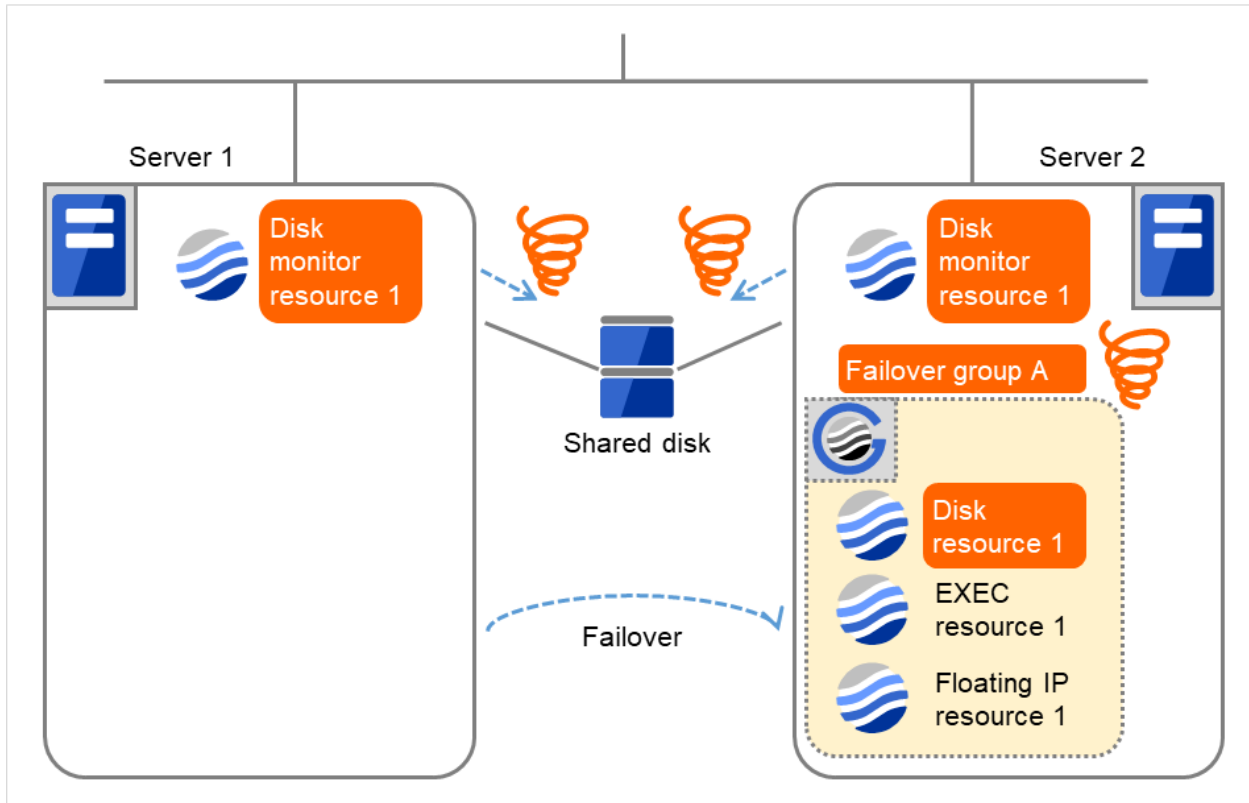 Server 1
Server 2
Disk
monitor
resource 1
Disk
monitor
resource 1
Failover group A
Shared disk
Disk
resource 1
EXEC
resource 1
Failover
Floating IP
resource 1